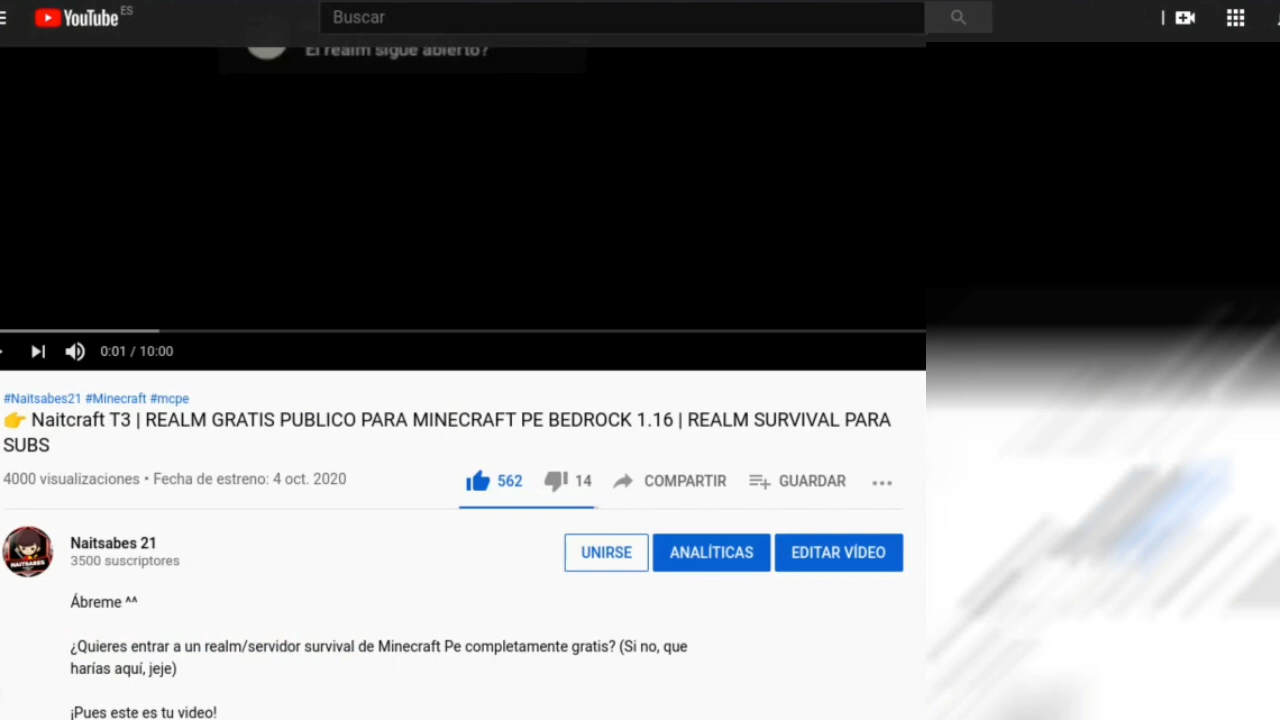 YouTube ES
Buscar
El realm sigue abierto?
0:01 / 10:00
#Naitsabes21 #Minecraft #mcpe
👉 Naitcraft T3 | REALM GRATIS PUBLICO PARA MINECRAFT PE BEDROCK 1.16 | REALM SURVIVAL PARA
SUBS
4000 visualizaciones • Fecha de estreno: 4 oct. 2020
562
14
COMPARTIR
GUARDAR
Naitsabes 21
3500 suscriptores
NAITSABES
UNIRSE
ANALÍTICAS
EDITAR VÍDEO
Ábreme ^^
¿Quieres entrar a un realm/servidor survival de Minecraft Pe completamente gratis? (Si no, que
harías aquí, jeje)
¡Pues este es tu video!